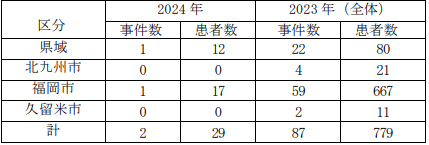 区分 2024 年 2023 年（全体）
事件数 患者数 事件数 患者数
県域 1 12 22 80
北九州市 0 0 4 21
福岡市 1 17 59 667
久留米市 0 0 2 11
計 2 29 87 779